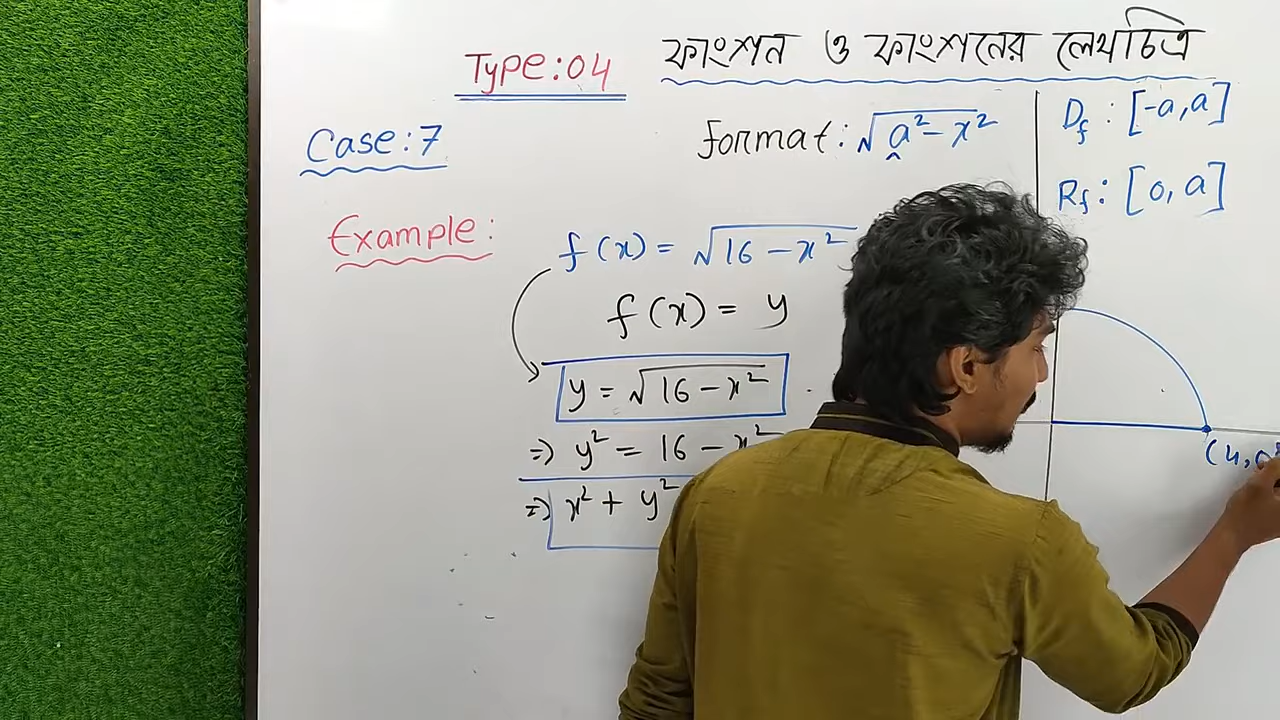 Type:04 ফাংশন ও ফাংশনের লেখচিত্র
Case:7
Format: √a²-x²
D_f : [-a, a]
R_f : [0, a]
Example:
f(x) = √16-x²
f(x) = y
y = √16-x²
⇒ y² = 16-x²
⇒ x² + y²
(4,0